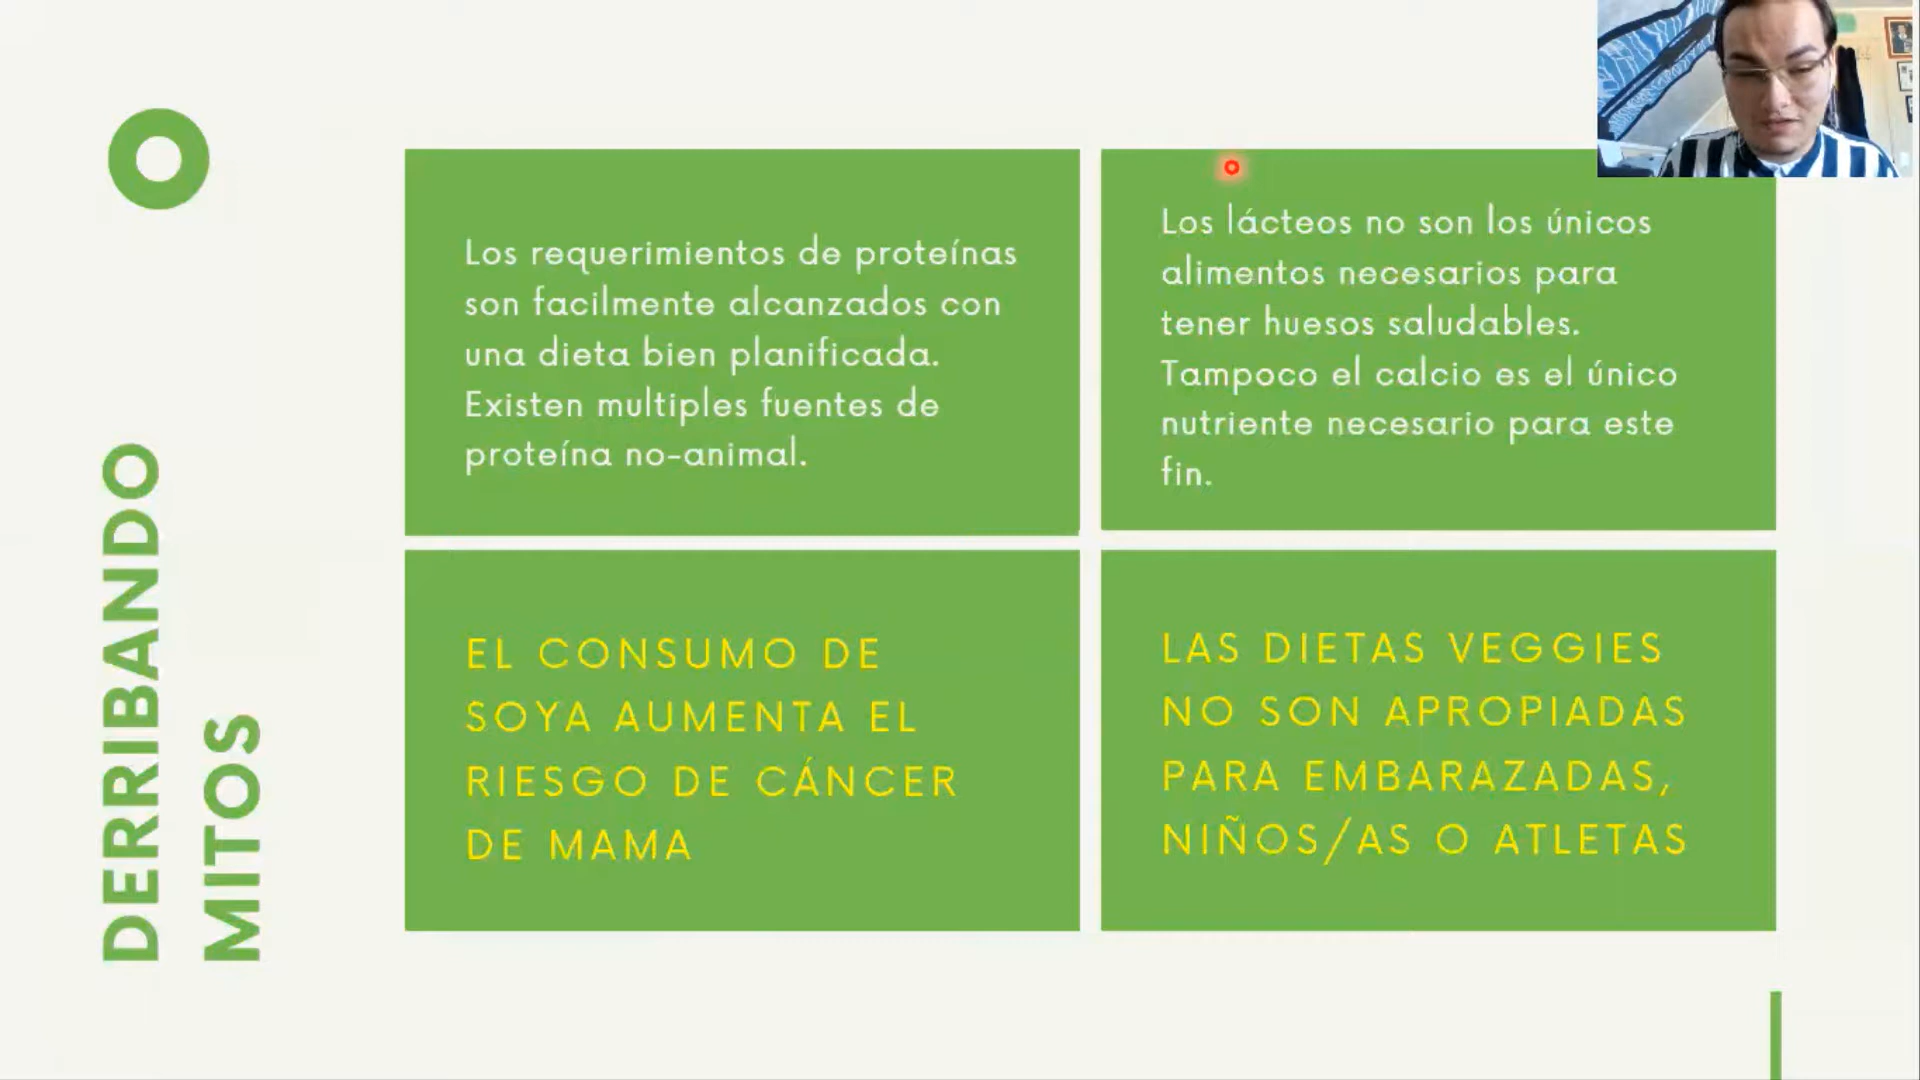 DERRIBANDO
MITOS
Los requerimientos de proteínas
son facilmente alcanzados con
una dieta bien planificada.
Existen multiples fuentes de
proteína no-animal.
Los lácteos no son los únicos
alimentos necesarios para
tener huesos saludables.
Tampoco el calcio es el único
nutriente necesario para este
fin.
EL CONSUMO DE
SOYA AUMENTA EL
RIESGO DE CÁNCER
DE MAMA
LAS DIETAS VEGGIES
NO SON APROPIADAS
PARA EMBARAZADAS,
NIÑOS/AS O ATLETAS